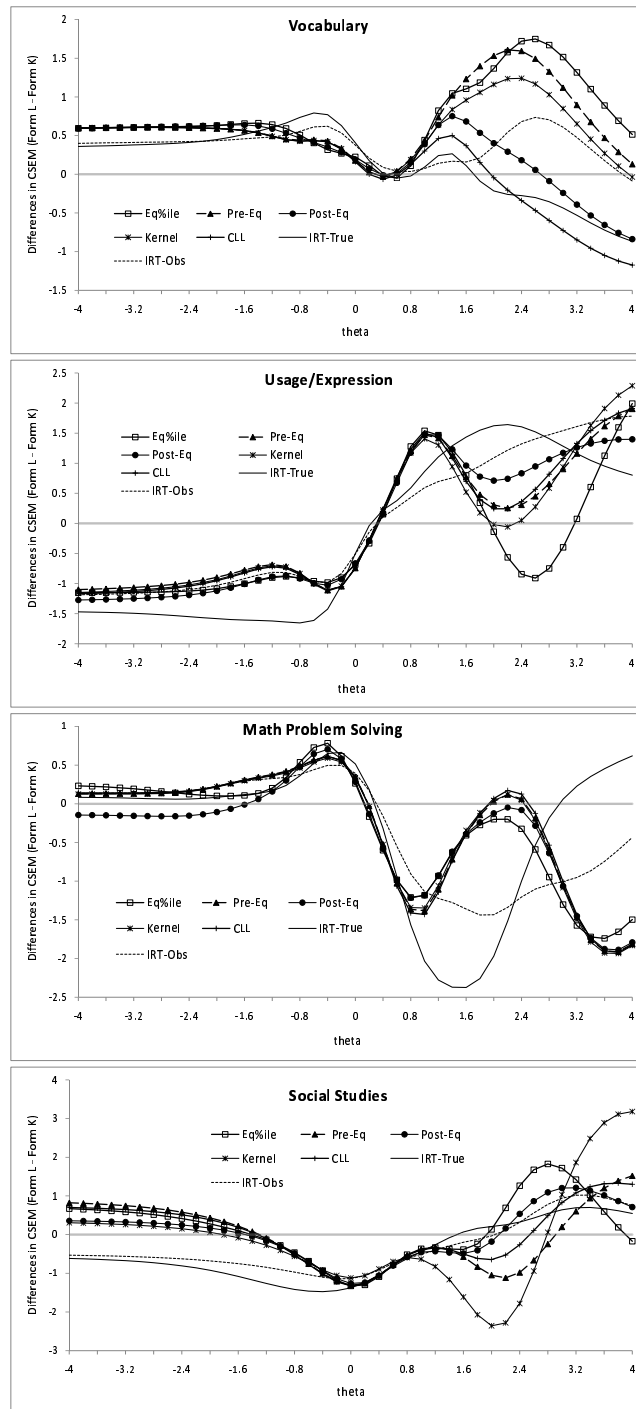 Vocabulary
Differences in CSEM (Form L - Form K)
2
1.5
1
0.5
0
-0.5
-1
-1.5
Eq%ile Pre-Eq Post-Eq
Kernel CLL IRT-True
IRT-Obs
-4 -3.2 -2.4 -1.6 -0.8 0 0.8 1.6 2.4 3.2 4
theta
Usage/Expression
Differences in CSEM (Form L - Form K)
2.5
2
1.5
1
0.5
0
-0.5
-1
-1.5
-2
Eq%ile Pre-Eq
Post-Eq Kernel
CLL IRT-True
IRT-Obs
-4 -3.2 -2.4 -1.6 -0.8 0 0.8 1.6 2.4 3.2 4
theta
Math Problem Solving
Differences in CSEM (Form L - Form K)
1
0.5
0
-0.5
-1
-1.5
-2
-2.5
Eq%ile Pre-Eq Post-Eq
Kernel CLL IRT-True
IRT-Obs
-4 -3.2 -2.4 -1.6 -0.8 0 0.8 1.6 2.4 3.2 4
theta
Social Studies
Differences in CSEM (Form L - Form K)
4
3
2
1
0
-1
-2
-3
Eq%ile Pre-Eq Post-Eq
Kernel CLL IRT-True
IRT-Obs
-4 -3.2 -2.4 -1.6 -0.8 0 0.8 1.6 2.4 3.2 4
theta